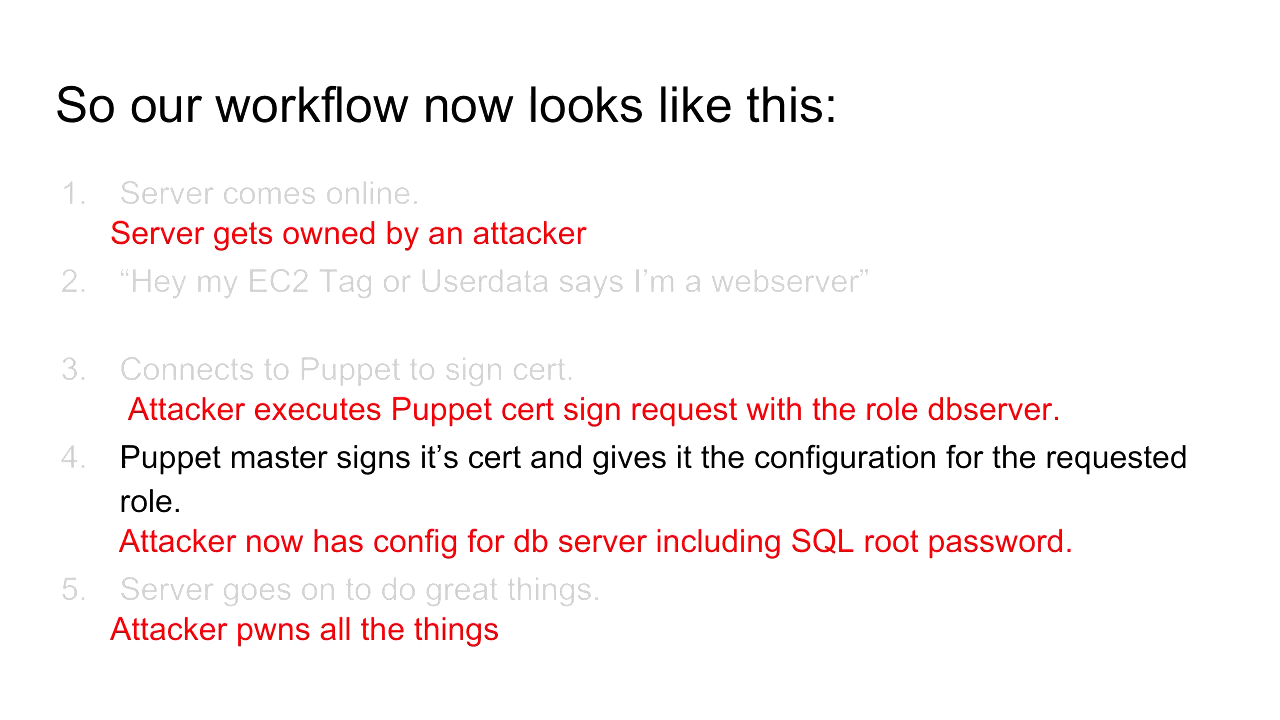 So our workflow now looks like this:
1. Server comes online.
Server gets owned by an attacker
2. “Hey my EC2 Tag or Userdata says I’m a webserver”
3. Connects to Puppet to sign cert.
Attacker executes Puppet cert sign request with the role dbserver.
4. Puppet master signs it’s cert and gives it the configuration for the requested
role.
Attacker now has config for db server including SQL root password.
5. Server goes on to do great things.
Attacker pwns all the things